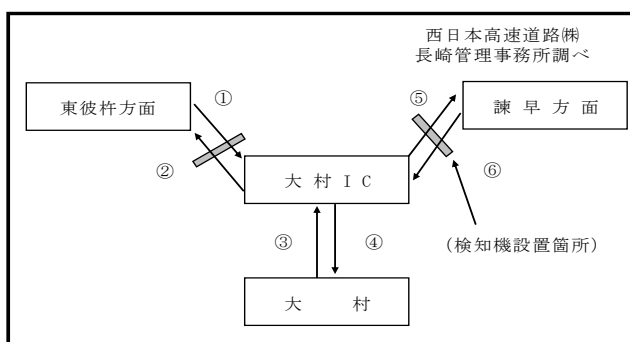 西日本高速道路㈱
長崎管理事務所調べ
東彼杵方面
①
②
⑤
諫早方面
⑥
大村IC
(検知機設置箇所)
③
④
大村